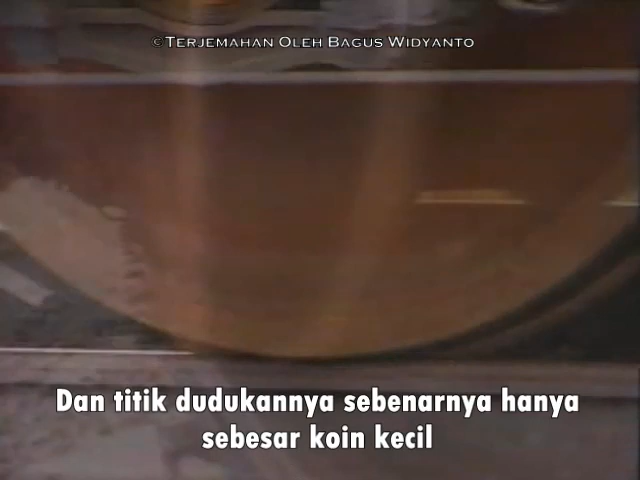 ©Terjemahan Oleh Bagus Widyanto
Dan titik dudukannya sebenarnya hanya
sebesar koin kecil